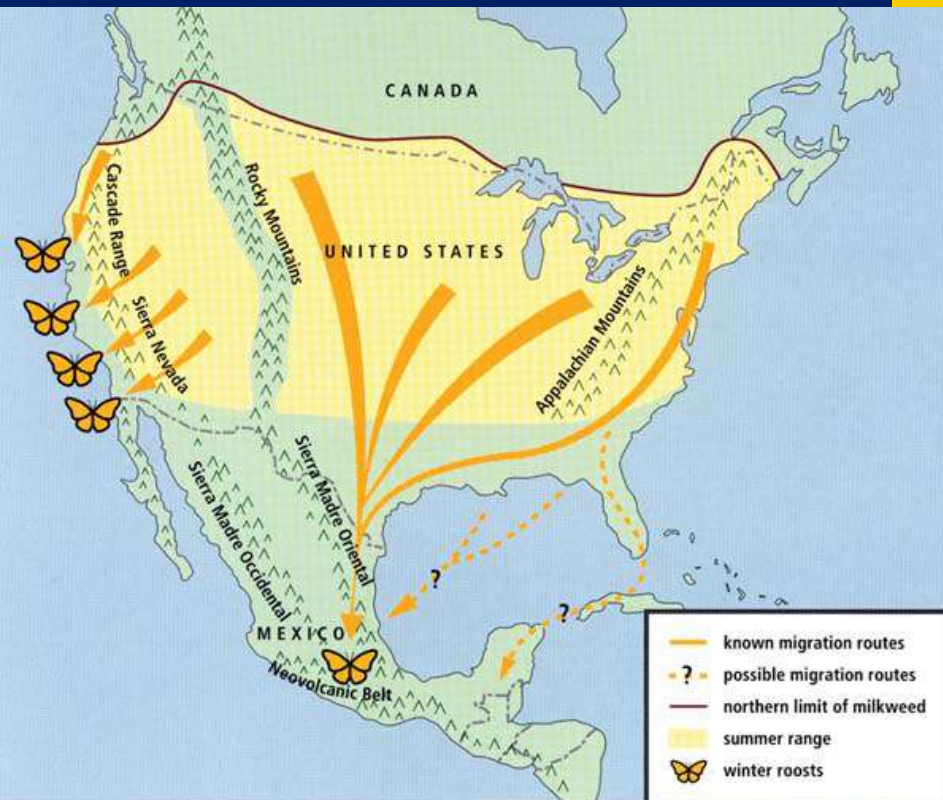 CANADA
Cascade Range
Rocky Mountains
UNITED STATES
Appalachian Mountains
Sierra Nevada
Sierra Madre Occidental
Sierra Madre Oriental
?
?
MEXICO
Neovolcanic Belt
known migration routes
? possible migration routes
northern limit of milkweed
summer range
winter roosts